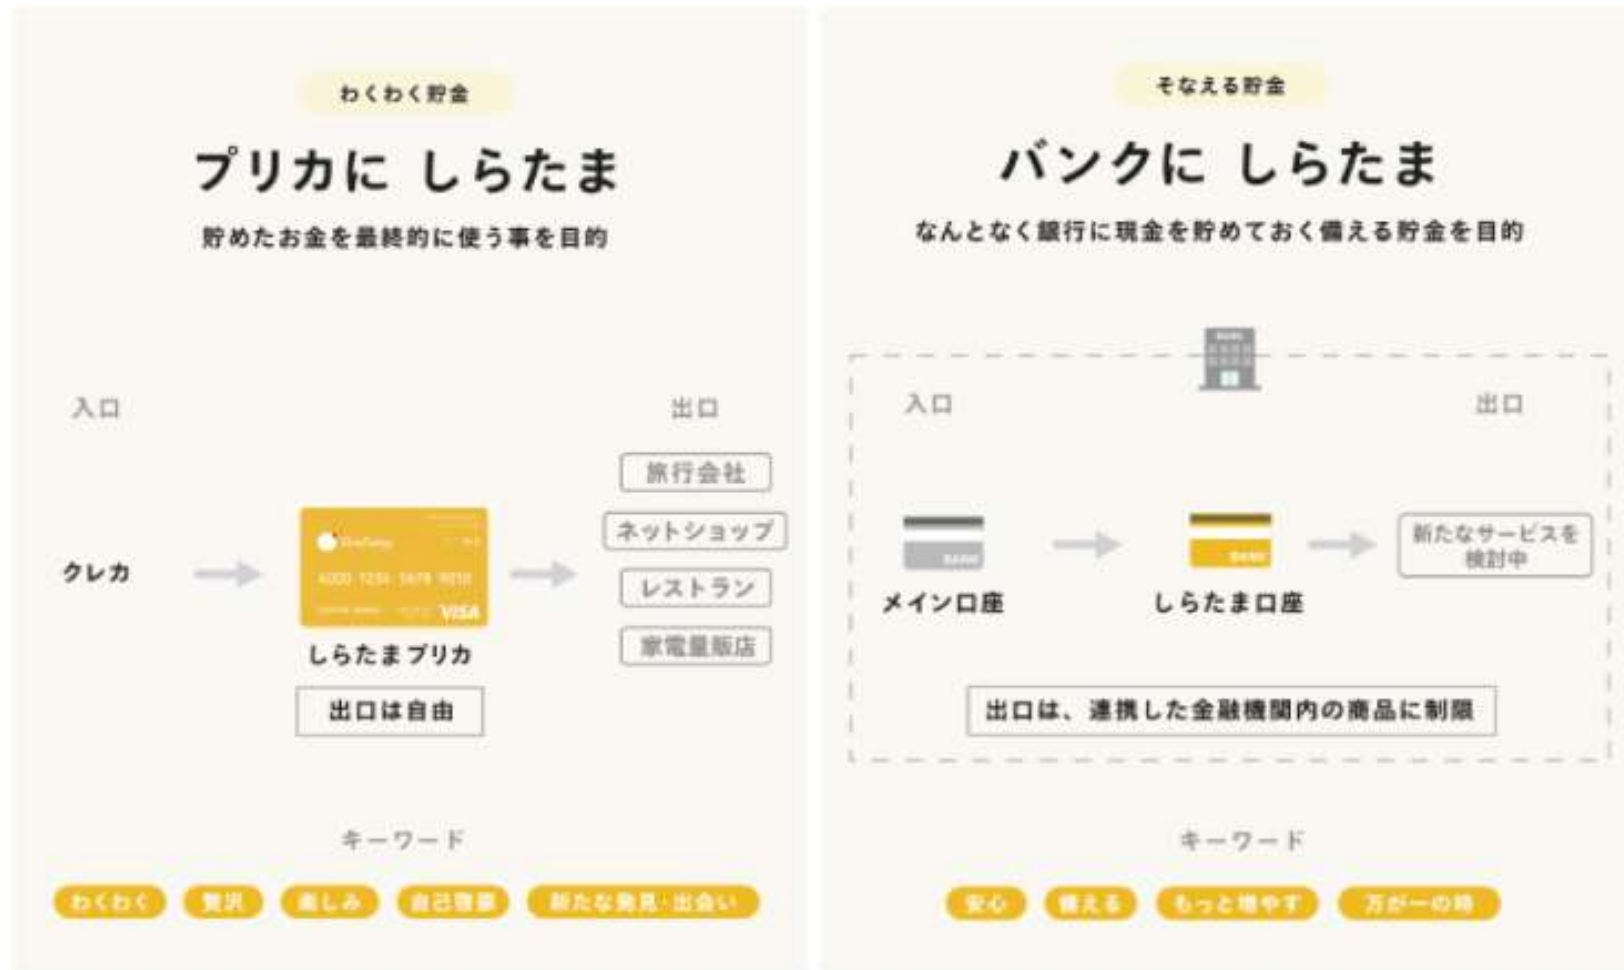 わくわく貯金
プリカに しらたま
貯めたお金を最終的に使う事を目的
入口
出口
旅行会社
ネットショップ
レストラン
家電量販店
クレカ
4000 1234 5678 9010
VISA
しらたまプリカ
出口は自由
キーワード
わくわく
贅沢
楽しみ
自己啓発
新たな発見・出会い
そなえる貯金
バンクに しらたま
なんとなく銀行に現金を貯めておく備える貯金を目的
BANK
入口
出口
BANK
メイン口座
BANK
しらたま口座
新たなサービスを
検討中
出口は、連携した金融機関内の商品に制限
キーワード
安心
備える
もっと増やす
万が一の時